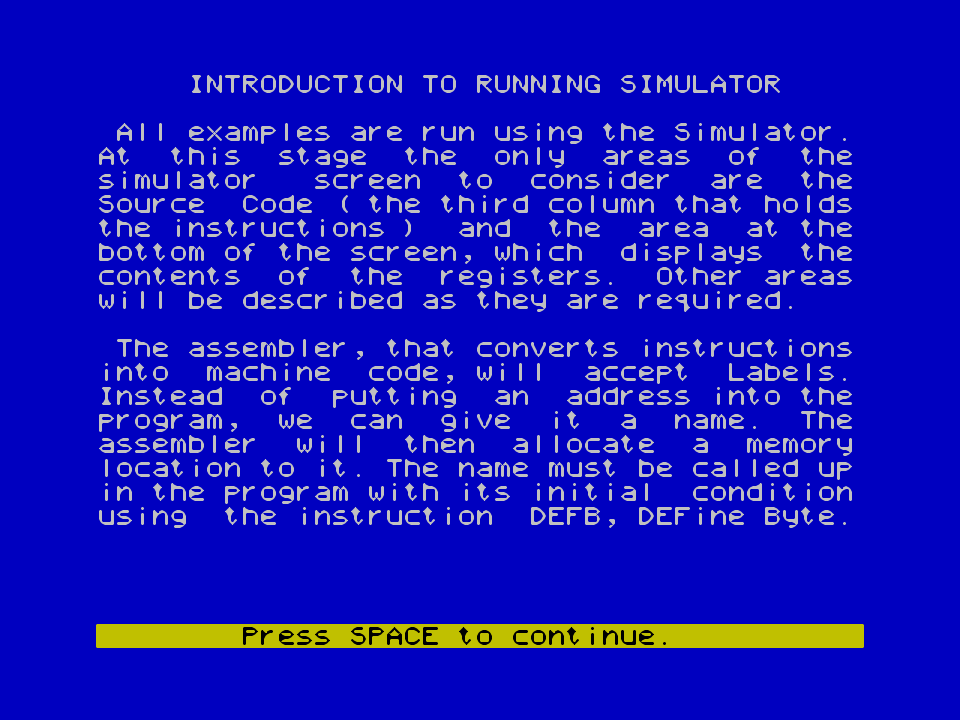 INTRODUCTION TO RUNNING SIMULATOR
All examples are run using the Simulator.
At this stage the only areas of the
simulator screen to consider are the
Source Code ( the third column that holds
the instructions ) and the area at the
bottom of the screen, which displays the
contents of the registers. Other areas
will be described as they are required.
The assembler, that converts instructions
into machine code, will accept Labels.
Instead of putting an address into the
program, we can give it a name. The
assembler will then allocate a memory
location to it. The name must be called up
in the program with its initial condition
using the instruction DEFB, DEFine Byte.
Press SPACE to continue.